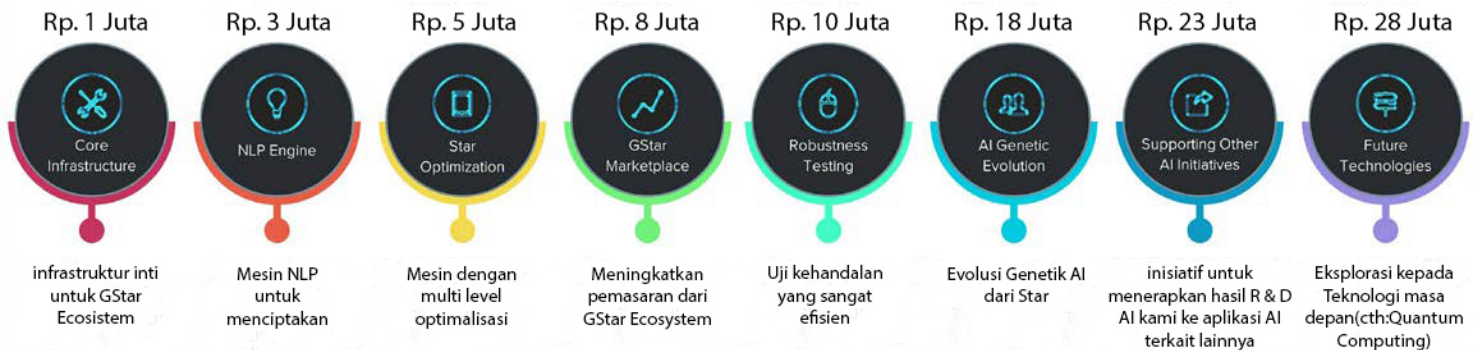 Rp. 1 Juta
Core
Infrastructure
infrastruktur inti
untuk GStar
Ecosistem
Rp. 3 Juta
NLP Engine
Mesin NLP
untuk
menciptakan
Rp. 5 Juta
Star
Optimization
Mesin dengan
multi level
optimalisasi
Rp. 8 Juta
GStar
Marketplace
Meningkatkan
pemasaran dari
GStar Ecosystem
Rp. 10 Juta
Robustness
Testing
Uji kehandalan
yang sangat
efisien
Rp. 18 Juta
AI Genetic
Evolution
Evolusi Genetik AI
dari Star
Rp. 23 Juta
Supporting Other
AI Initiatives
inisiatif untuk
menerapkan hasil R & D
AI kami ke aplikasi AI
terkait lainnya
Rp. 28 Juta
Future
Technologies
Eksplorasi kepada
Teknologi masa
depan(cth:Quantum
Computing)